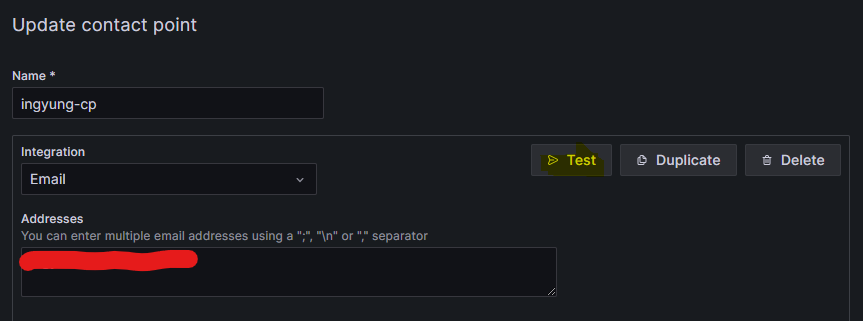 Update contact point
Name *
ingyung-cp
Integration
Test
Duplicate
Delete
Email
Addresses
You can enter multiple email addresses using a ";", "\n" or "," separator